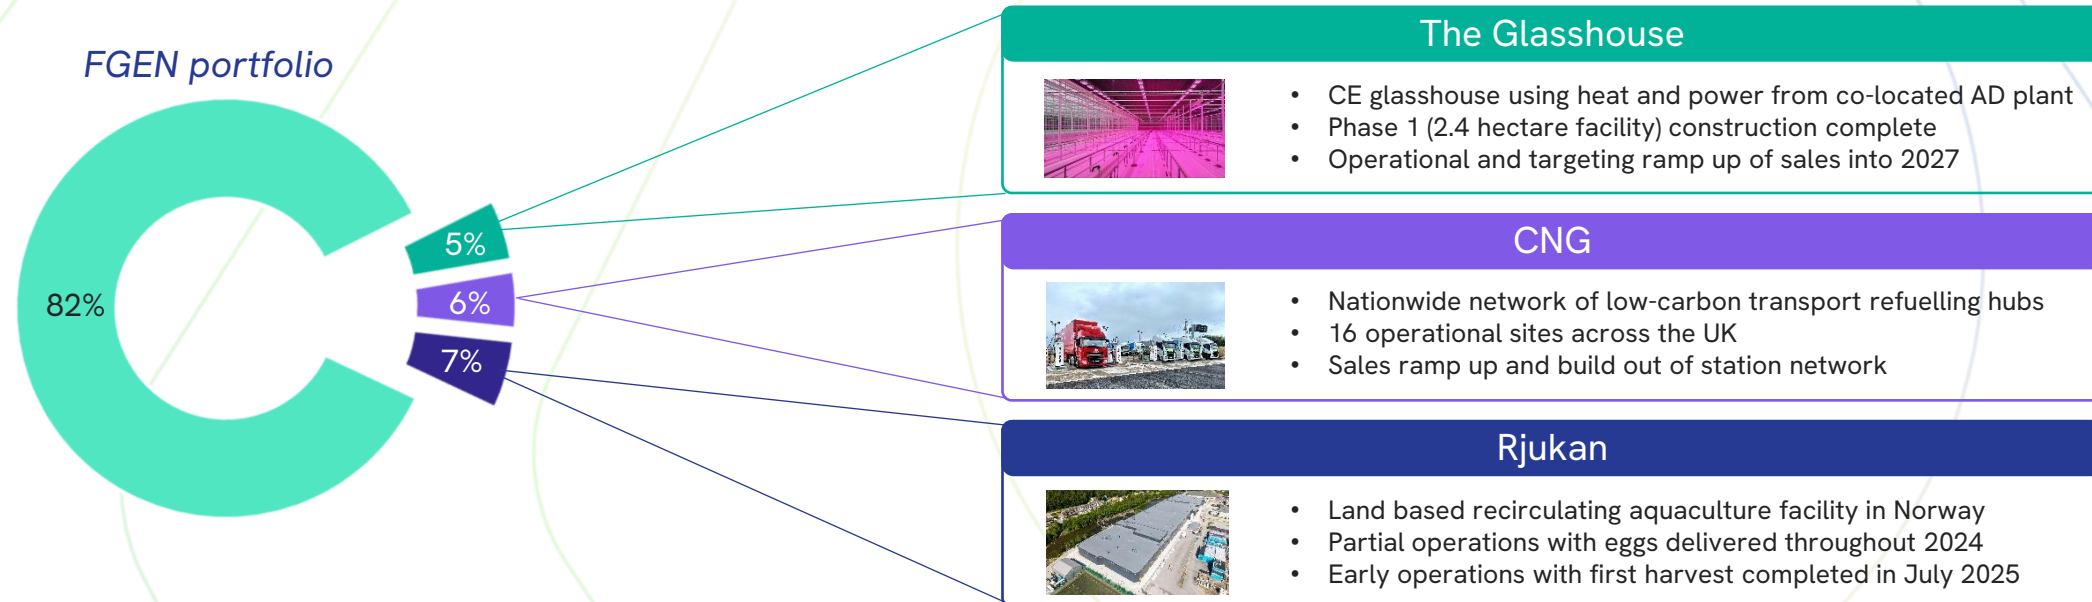 FGEN portfolio
82%
5%
6%
7%
The Glasshouse
• CE glasshouse using heat and power from co-located AD plant
• Phase 1 (2.4 hectare facility) construction complete
• Operational and targeting ramp up of sales into 2027
CNG
• Nationwide network of low-carbon transport refuelling hubs
• 16 operational sites across the UK
• Sales ramp up and build out of station network
Rjukan
• Land based recirculating aquaculture facility in Norway
• Partial operations with eggs delivered throughout 2024
• Early operations with first harvest completed in July 2025